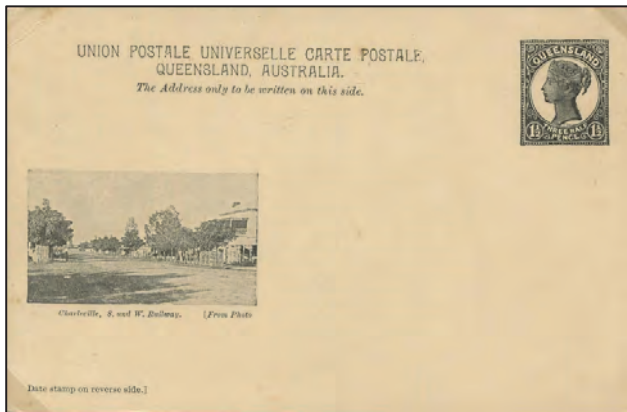 UNION POSTALE UNIVERSELLE CARTE POSTALE,
QUEENSLAND, AUSTRALIA.
The Address only to be written on this side.
QUEENSLAND
1½ THREE HALF 1½
PENCE
Charleville, S. and W. Railway. [From Photo
Date stamp on reverse side.]